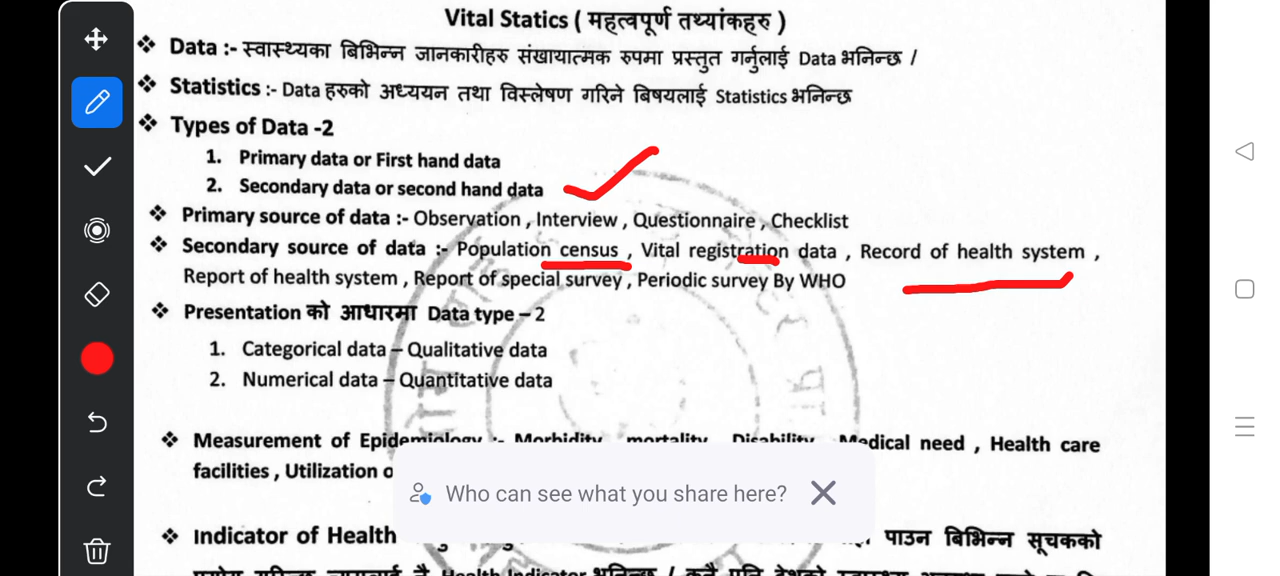 Vital Statics ( महत्वपूर्ण तथ्यांकहरु )
❖ Data :- स्वास्थ्यका बिभिन्न जानकारीहरु संखायात्मक रुपमा प्रस्तुत गर्नुलाई Data भनिन्छ /
❖ Statistics :- Data हरुको अध्ययन तथा विस्लेषण गरिने बिषयलाई Statistics भनिन्छ
❖ Types of Data -2
1. Primary data or First hand data
2. Secondary data or second hand data
❖ Primary source of data :- Observation , Interview , Questionnaire , Checklist
❖ Secondary source of data :- Population census , Vital registration data , Record of health system ,
Report of health system , Report of special survey , Periodic survey By WHO
❖ Presentation को आधारमा Data type – 2
1. Categorical data – Qualitative data
2. Numerical data – Quantitative data
❖ Measurement of Epidemiology :- Morbidity , mortality , Disability , Medical need , Health care
facilities , Utilization
Who can see what you share here?
❖ Indicator of Health पाउन बिभिन्न सूचकको
Health Indicator भनिन्छ /